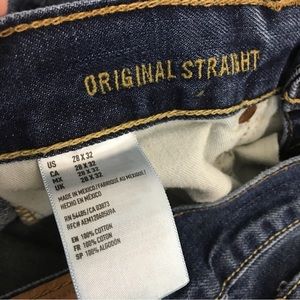 ORIGINAL STRAIGHT
US 28 X 32
CA 28 X 32
MX 28 X 32
UK 28 X 32
MADE IN MEXICO / FABRIQUE AU MEXIQUE /
HECHO EN MÉXICO
EN 100% COTTON
FR 100% COTON
SP 100% ALGODÓN